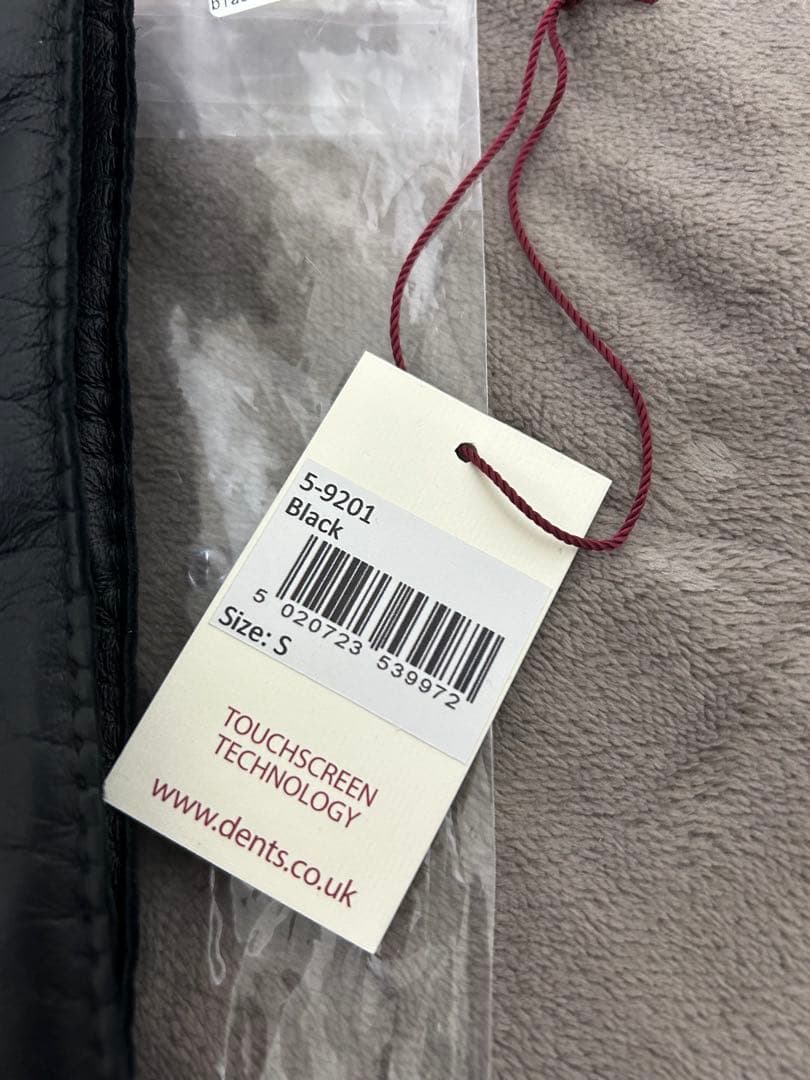 5-9201
Black
5 020723 539972
Size: S
TOUCHSCREEN
TECHNOLOGY
www.dents.co.uk